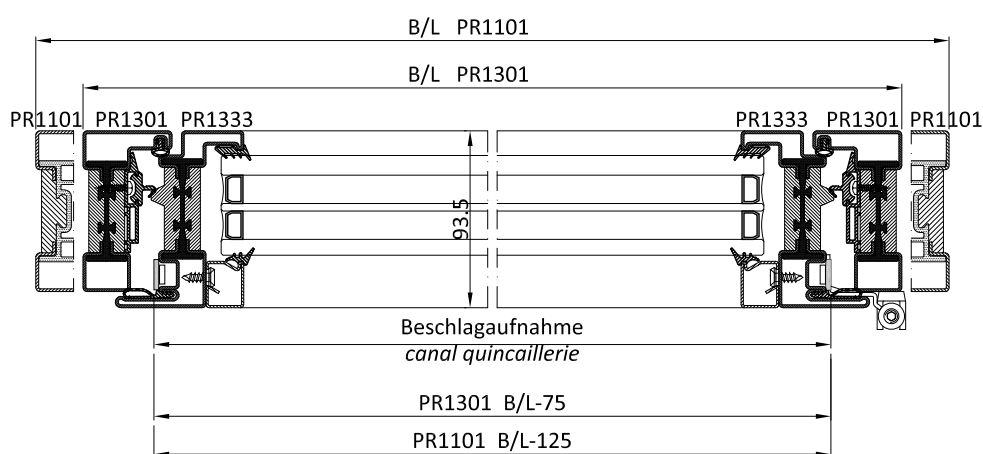 B/L PR1101
B/L PR1301
PR1101 PR1301 PR1333 PR1333 PR1301 PR1101
93.5
Beschlagaufnahme
canal quincaillerie
PR1301 B/L-75
PR1101 B/L-125